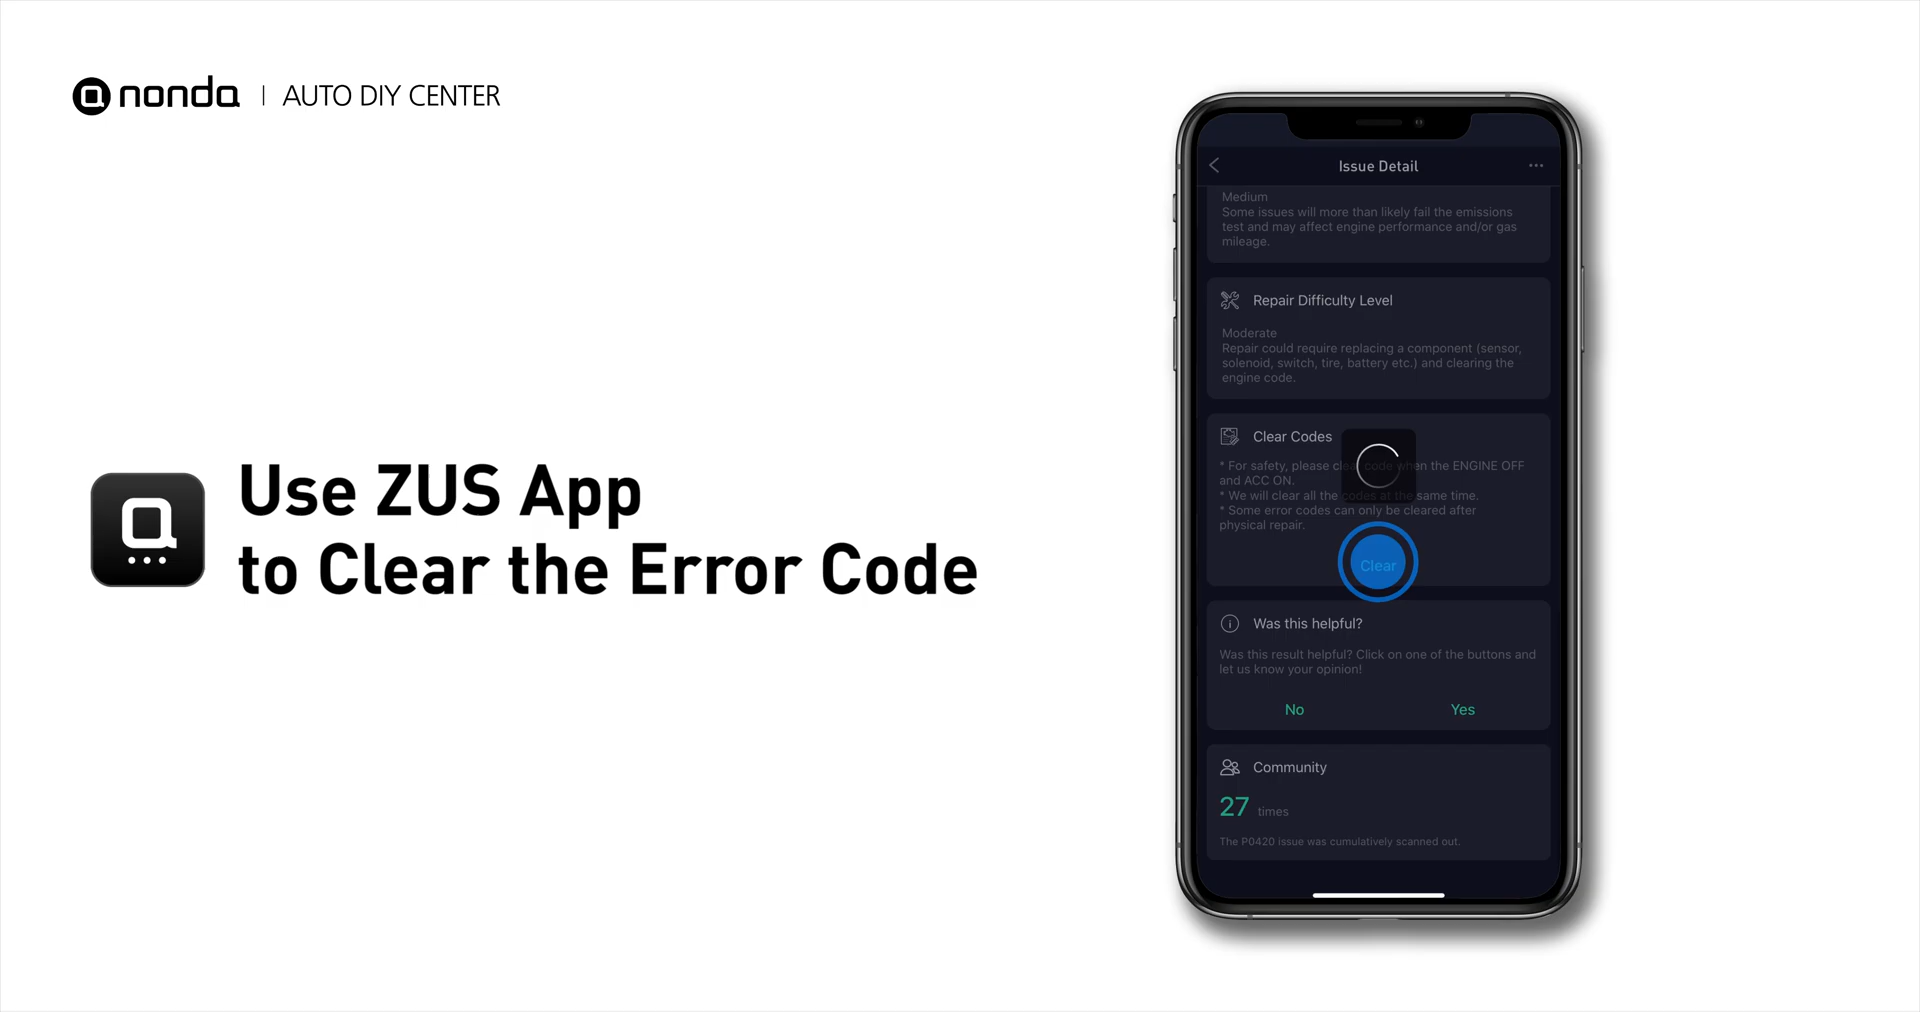 nonda | AUTO DIY CENTER
Use ZUS App
to Clear the Error Code
Issue Detail
Medium
Some issues will more than likely fail the emissions
test and may affect engine performance and/or gas
mileage.
Repair Difficulty Level
Moderate
Repair could require replacing a component (sensor,
solenoid, switch, tire, battery etc.) and clearing the
engine code.
Clear Codes
* For safety, please clear code when the ENGINE OFF
and ACC ON.
* We will clear all the codes at the same time.
* Some error codes can only be cleared after
physical repair.
Clear
Was this helpful?
Was this result helpful? Click on one of the buttons and
let us know your opinion!
No Yes
Community
27 times
The P0420 issue was cumulatively scanned out.